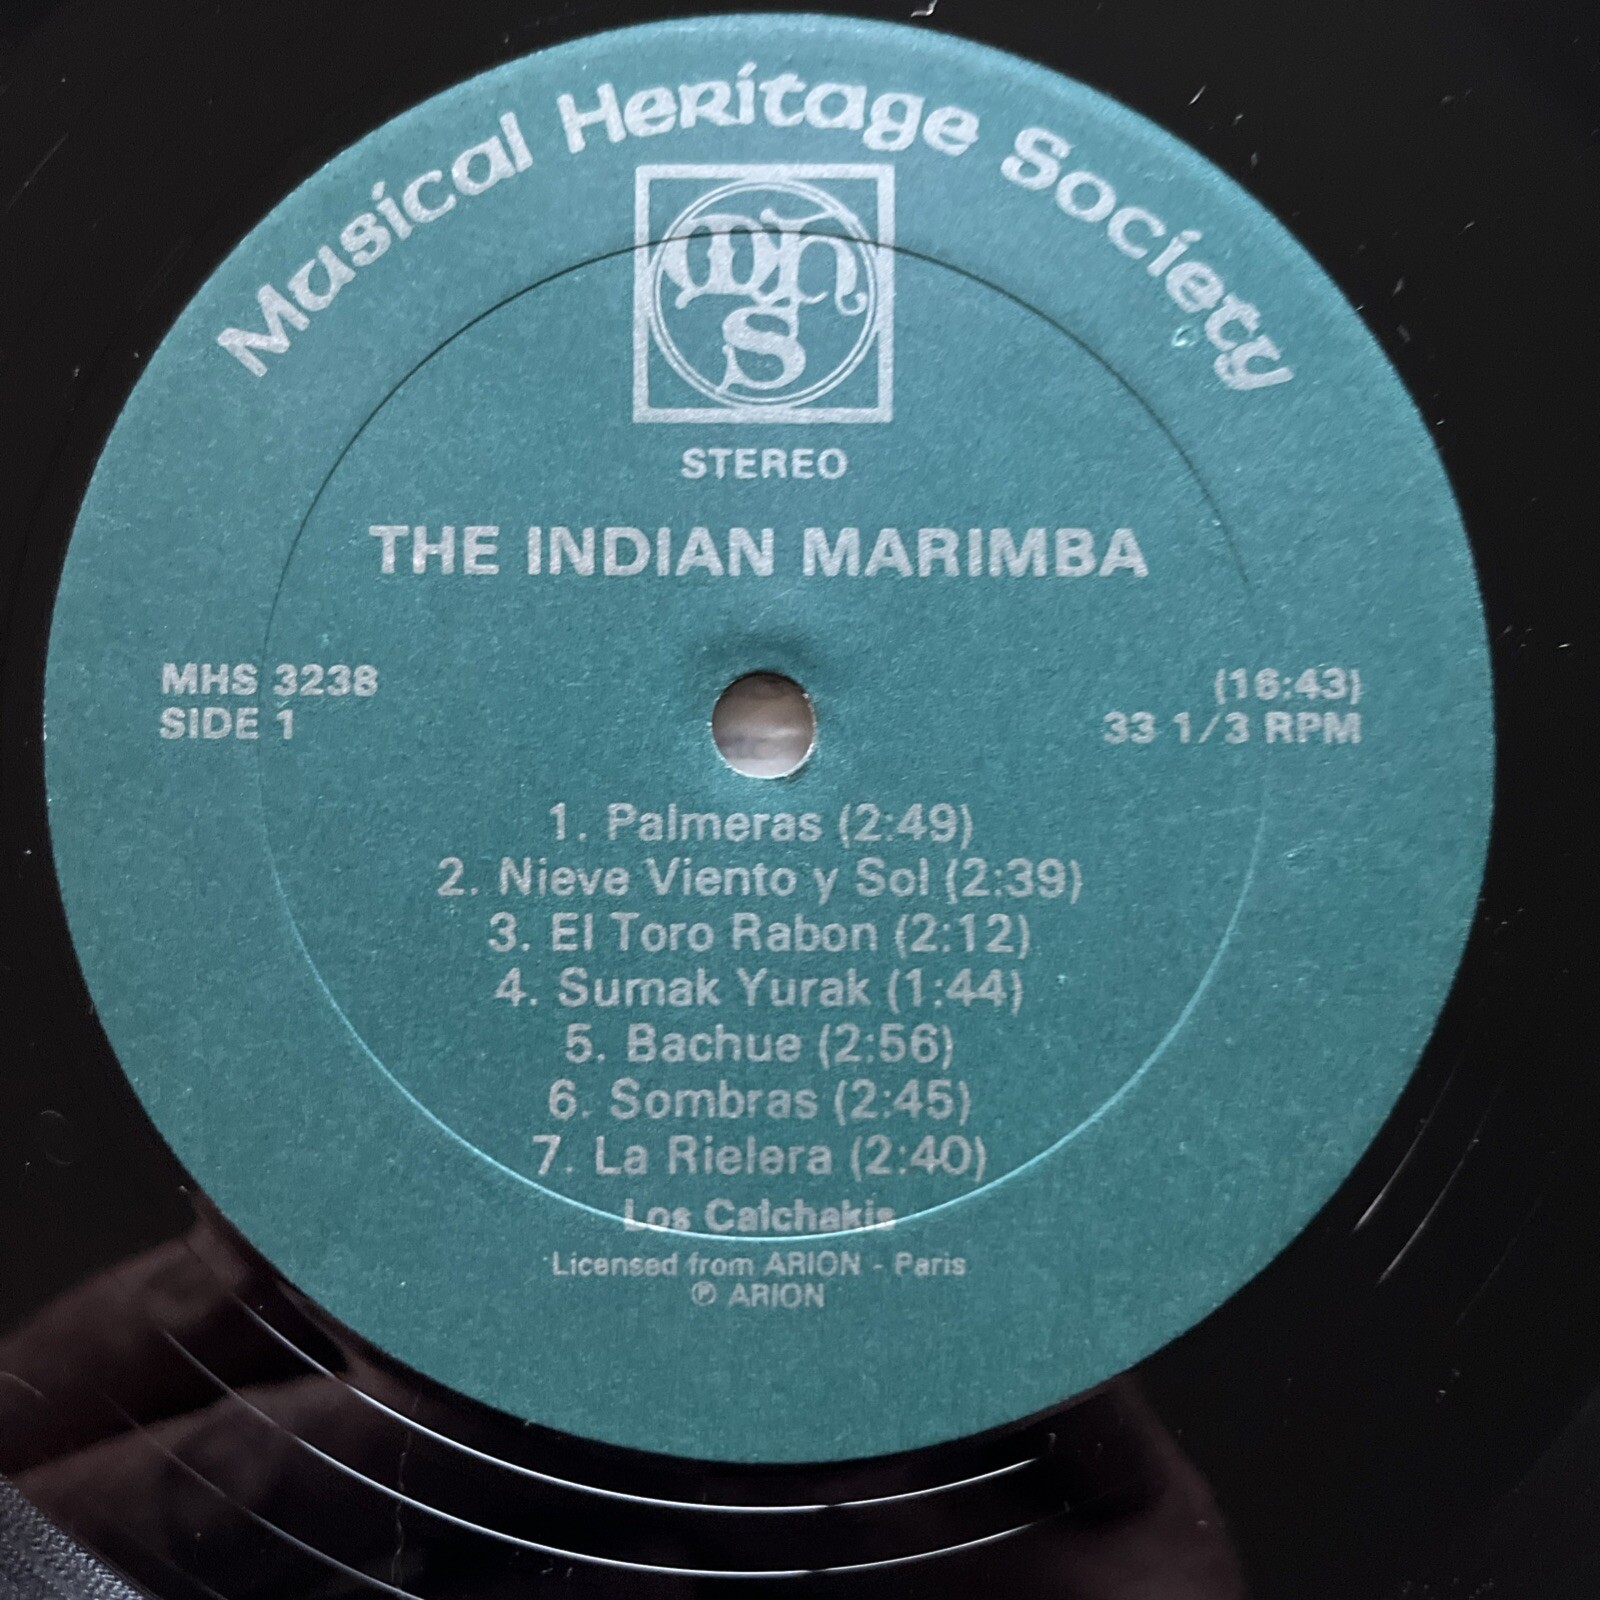 Musical Heritage Society
mhS
STEREO
THE INDIAN MARIMBA
MHS 3238
SIDE 1
(16:43)
33 1/3 RPM
1. Palmeras (2:49)
2. Nieve Viento y Sol (2:39)
3. El Toro Rabon (2:12)
4. Sumak Yurak (1:44)
5. Bachue (2:56)
6. Sombras (2:45)
7. La Rielera (2:40)
Los Calchakis
Licensed from ARION - Paris
℗ ARION